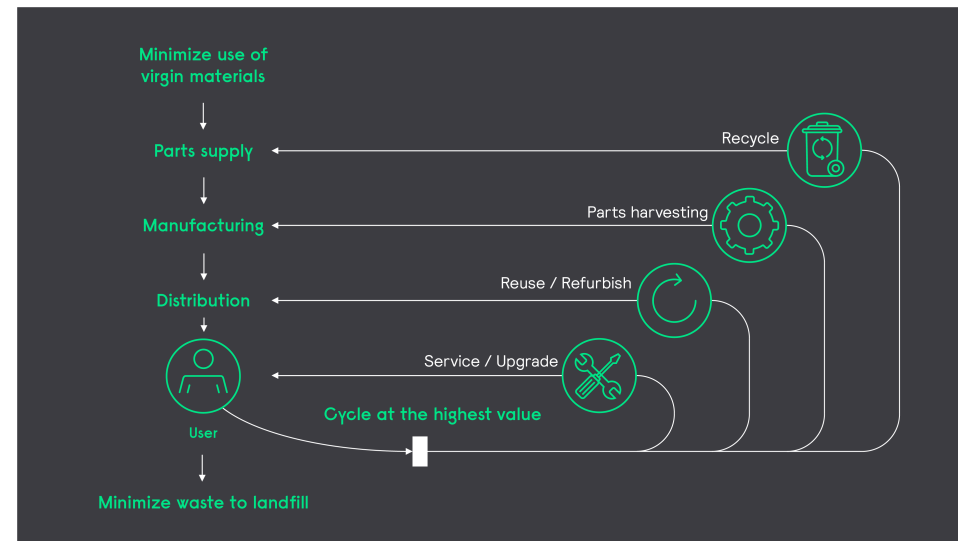 Minimize use of
virgin materials
Recycle
Parts supply
Parts harvesting
Manufacturing
Reuse / Refurbish
Distribution
Service / Upgrade
Cycle at the highest value
User
Minimize waste to landfill